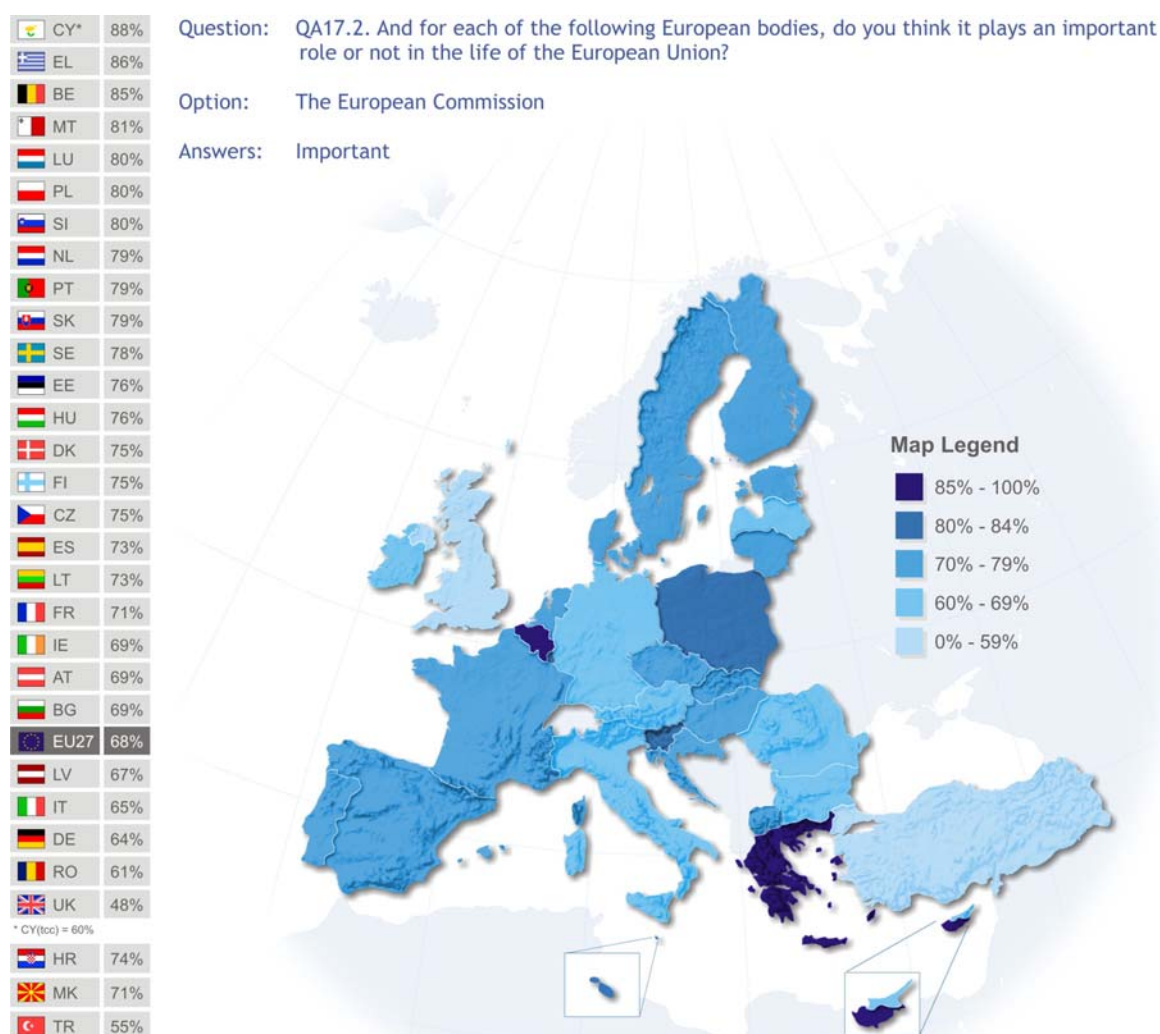 CY* 88%
EL 86%
BE 85%
MT 81%
LU 80%
PL 80%
SI 80%
NL 79%
PT 79%
SK 79%
SE 78%
EE 76%
HU 76%
DK 75%
FI 75%
CZ 75%
ES 73%
LT 73%
FR 71%
IE 69%
AT 69%
BG 69%
EU27 68%
LV 67%
IT 65%
DE 64%
RO 61%
UK 48%
* CY(tcc) = 60%
HR 74%
MK 71%
TR 55%
Question: QA17.2. And for each of the following European bodies, do you think it plays an important
role or not in the life of the European Union?
Option: The European Commission
Answers: Important
Map Legend
85% - 100%
80% - 84%
70% - 79%
60% - 69%
0% - 59%